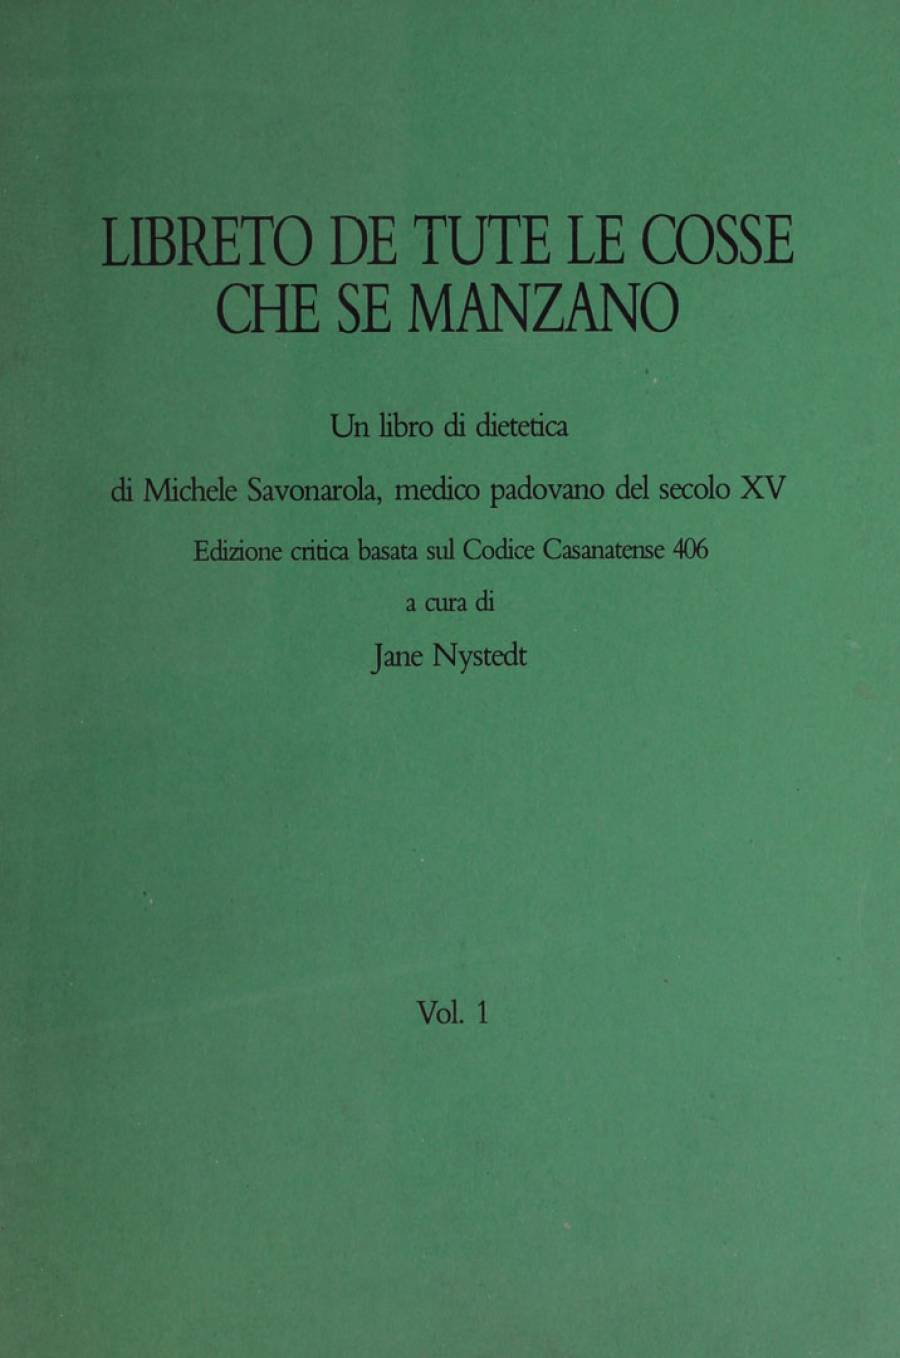 LIBRETO DE TUTE LE COSSE
CHE SE MANZANO
Un libro di dietetica
di Michele Savonarola, medico padovano del secolo XV
Edizione critica basata sul Codice Casanatense 406
a cura di
Jane Nystedt
Vol. 1